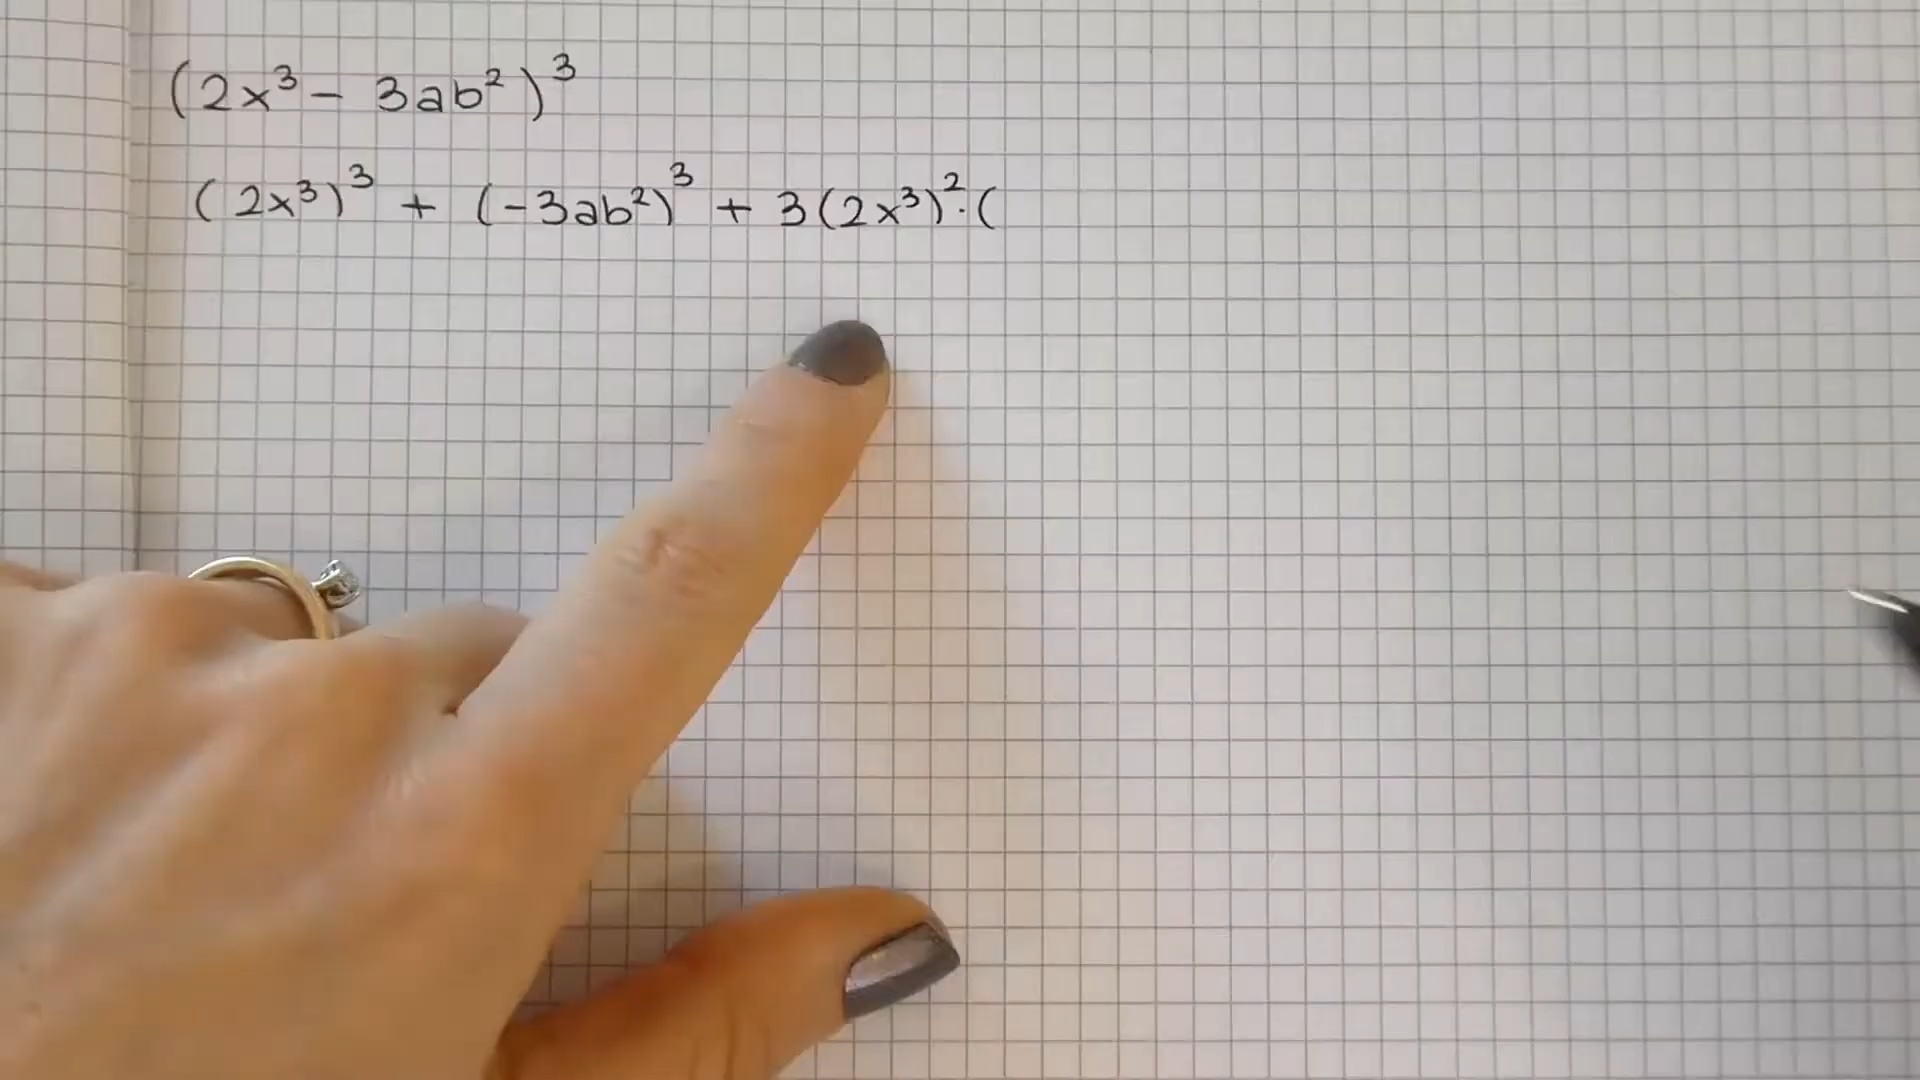 (2x³ - 3ab²)³
(2x³)³ + (-3ab²)³ + 3(2x³)²·(